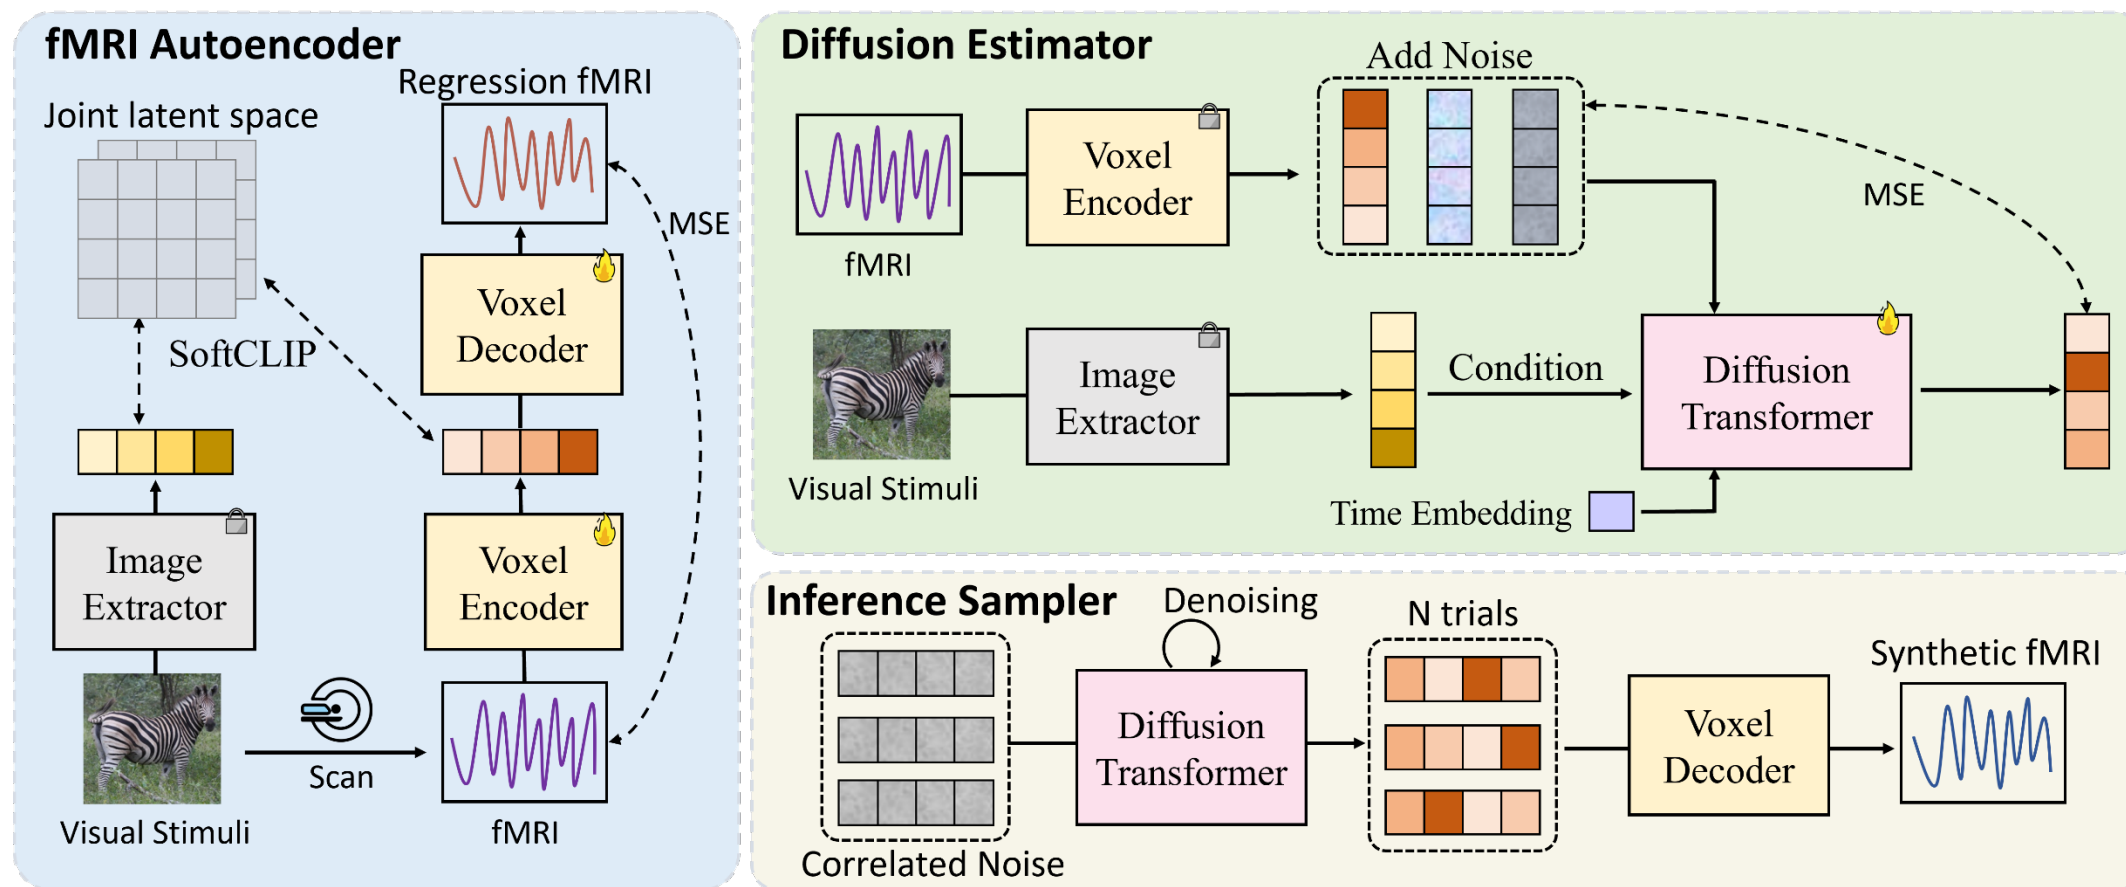 fMRI Autoencoder
Regression fMRI
Joint latent space
MSE
Voxel
Decoder
SoftCLIP
Image
Extractor
Voxel
Encoder
Scan
Visual Stimuli
fMRI
Diffusion Estimator
Add Noise
Voxel
Encoder
MSE
fMRI
Image
Extractor
Condition
Diffusion
Transformer
Visual Stimuli
Time Embedding
Inference Sampler
Denoising
N trials
Synthetic fMRI
Diffusion
Transformer
Voxel
Decoder
Correlated Noise